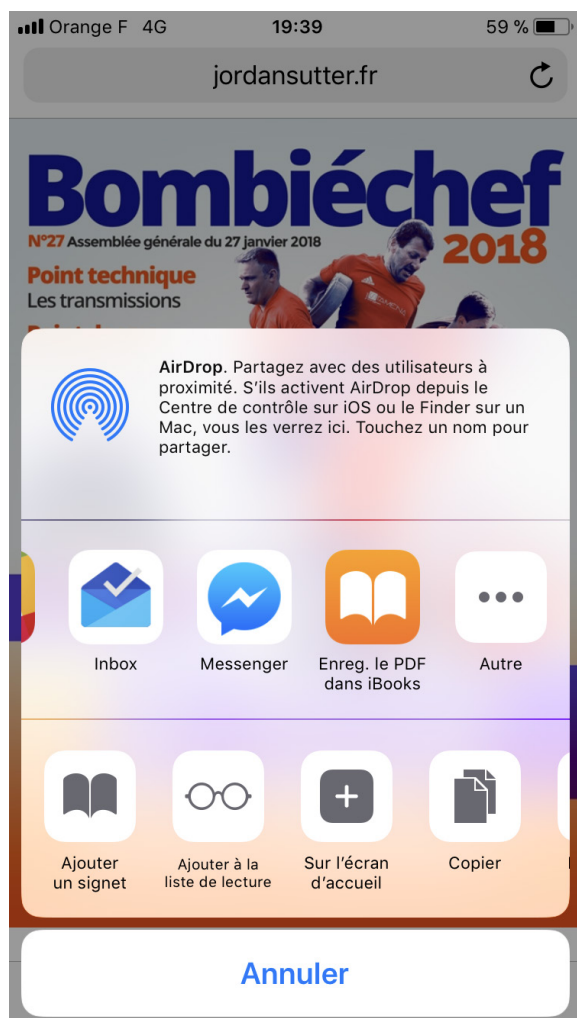 Orange F 4G 19:39 59 %
jordansutter.fr
Bombiéchef
N°27 Assemblée générale du 27 janvier 2018
2018
Point technique
Les transmissions
AirDrop. Partagez avec des utilisateurs à
proximité. S'ils activent AirDrop depuis le
Centre de contrôle sur iOS ou le Finder sur un
Mac, vous les verrez ici. Touchez un nom pour
partager.
Inbox
Messenger
Enreg. le PDF
dans iBooks
Autre
Ajouter
un signet
Ajouter à la
liste de lecture
Sur l'écran
d'accueil
Copier
Annuler